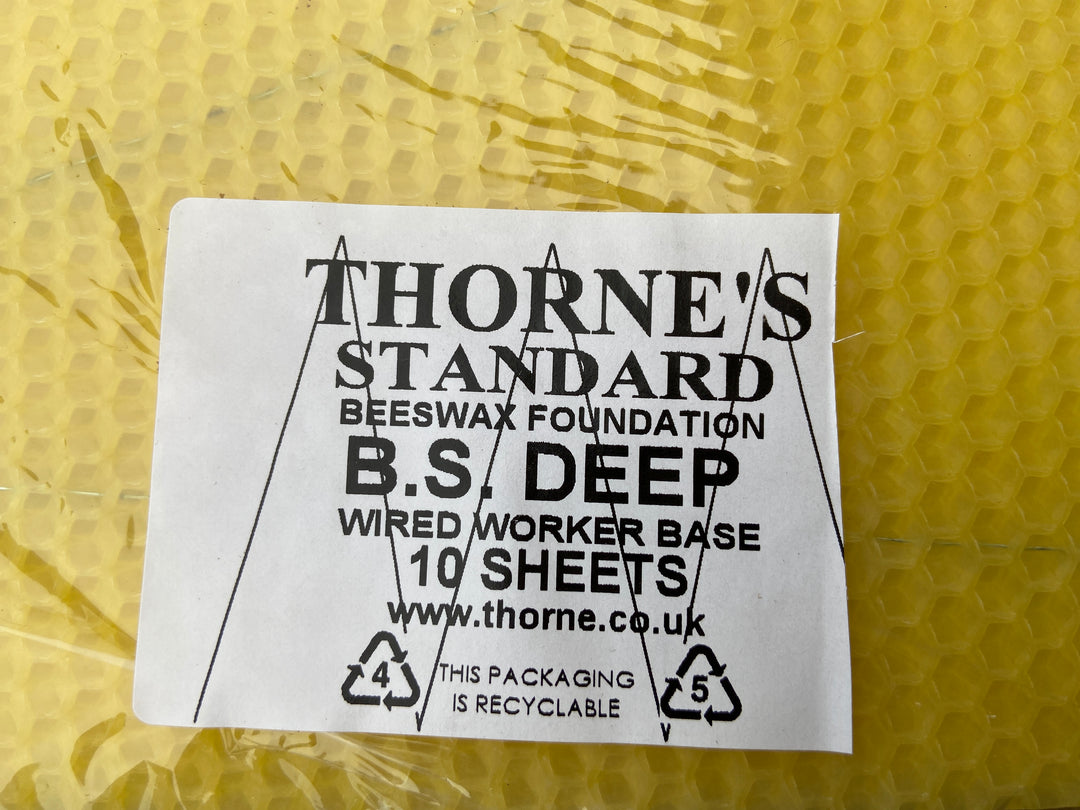 THORNE'S
STANDARD
BEESWAX FOUNDATION
B.S. DEEP
WIRED WORKER BASE
10 SHEETS
www.thorne.co.uk
4 THIS PACKAGING 5
IS RECYCLABLE